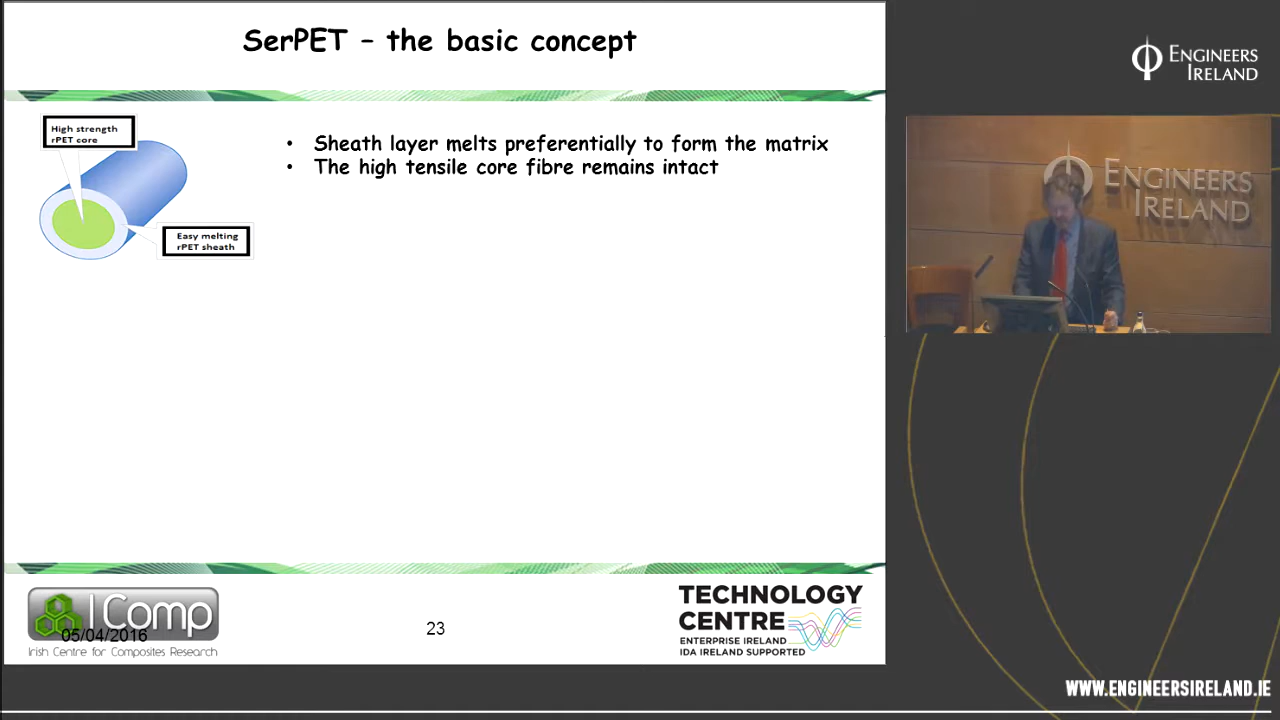 SerPET – the basic concept
High strength
rPET core
Easy melting
rPET sheath
• Sheath layer melts preferentially to form the matrix
• The high tensile core fibre remains intact
IComp
05/04/2016
Irish Centre for Composites Research
23
TECHNOLOGY
CENTRE
ENTERPRISE IRELAND
IDA IRELAND SUPPORTED
ENGINEERS
IRELAND
ENGINEERS
IRELAND
WWW.ENGINEERSIRELAND.IE